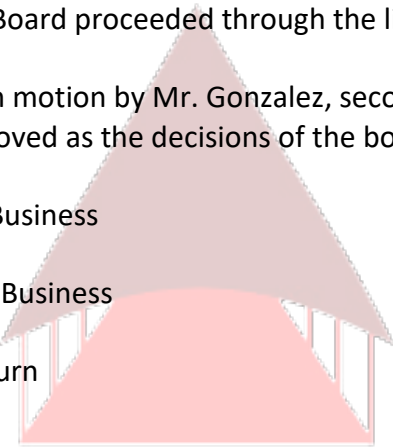 Board proceeded through the l
n motion by Mr. Gonzalez, seco
oved as the decisions of the bo
Business
Business
urn